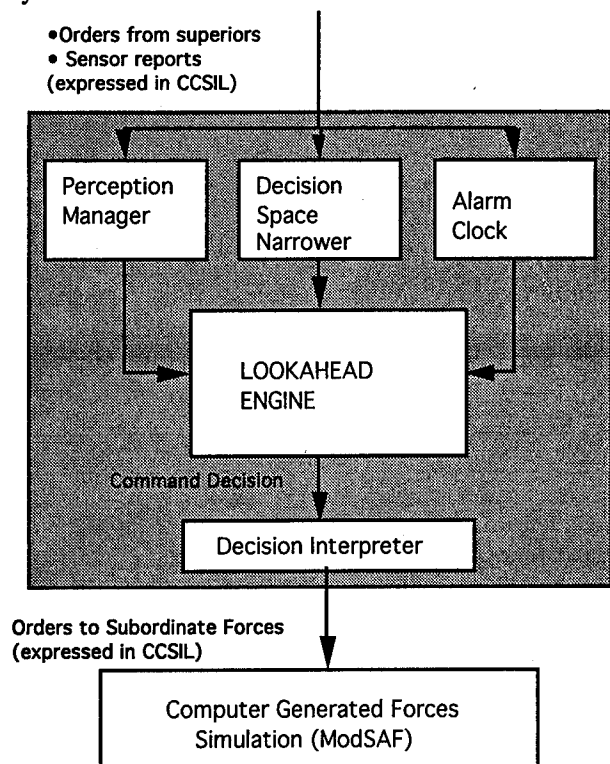 •Orders from superiors
• Sensor reports
(expressed in CCSIL)
Perception
Manager
Decision
Space
Narrower
Alarm
Clock
LOOKAHEAD
ENGINE
Command Decision
Decision Interpreter
Orders to Subordinate Forces
(expressed in CCSIL)
Computer Generated Forces
Simulation (ModSAF)